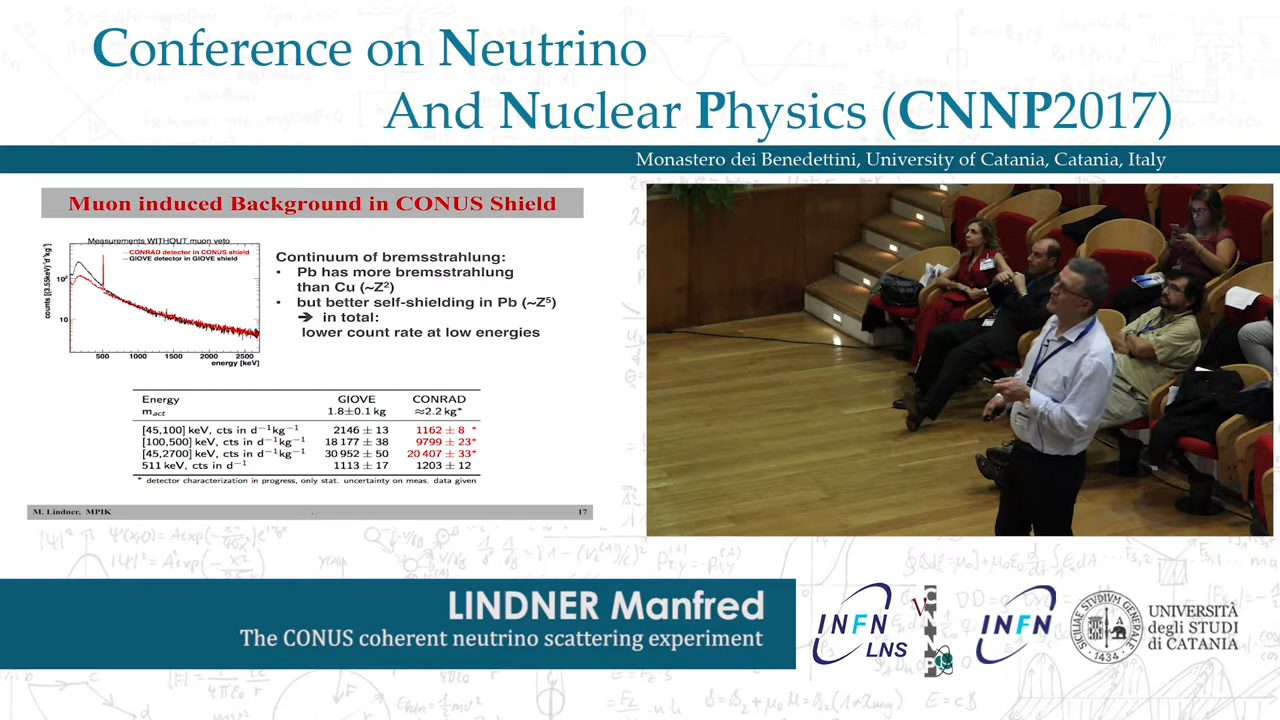 Conference on Neutrino
And Nuclear Physics (CNNP2017)
Monastero dei Benedettini, University of Catania, Catania, Italy
Muon induced Background in CONUS Shield
Measurements WITHOUT muon veto
CONRAD detector in CONUS shield
GIOVE detector in GIOVE shield
counts [(3.55keV)⁻¹d⁻¹kg⁻¹]
10²
10
500 1000 1500 2000 2500
energy [keV]
Continuum of bremsstrahlung:
• Pb has more bremsstrahlung
than Cu (~Z²)
• but better self-shielding in Pb (~Z⁵)
➔ in total:
lower count rate at low energies
Energy GIOVE CONRAD
m_act 1.8±0.1 kg ≈2.2 kg*
[45,100] keV, cts in d⁻¹kg⁻¹ 2146 ± 13 1162 ± 8 *
[100,500] keV, cts in d⁻¹kg⁻¹ 18 177 ± 38 9799 ± 23*
[45,2700] keV, cts in d⁻¹kg⁻¹ 30 952 ± 50 20 407 ± 33*
511 keV, cts in d⁻¹ 1113 ± 17 1203 ± 12
* detector characterization in progress, only stat. uncertainty on meas. data given
M. Lindner, MPIK 17
LINDNER Manfred
The CONUS coherent neutrino scattering experiment
INFN
LNS
CNNP
INFN
SICILIAE STUDIUM GENERALE
1434
UNIVERSITÀ
degli STUDI
di CATANIA